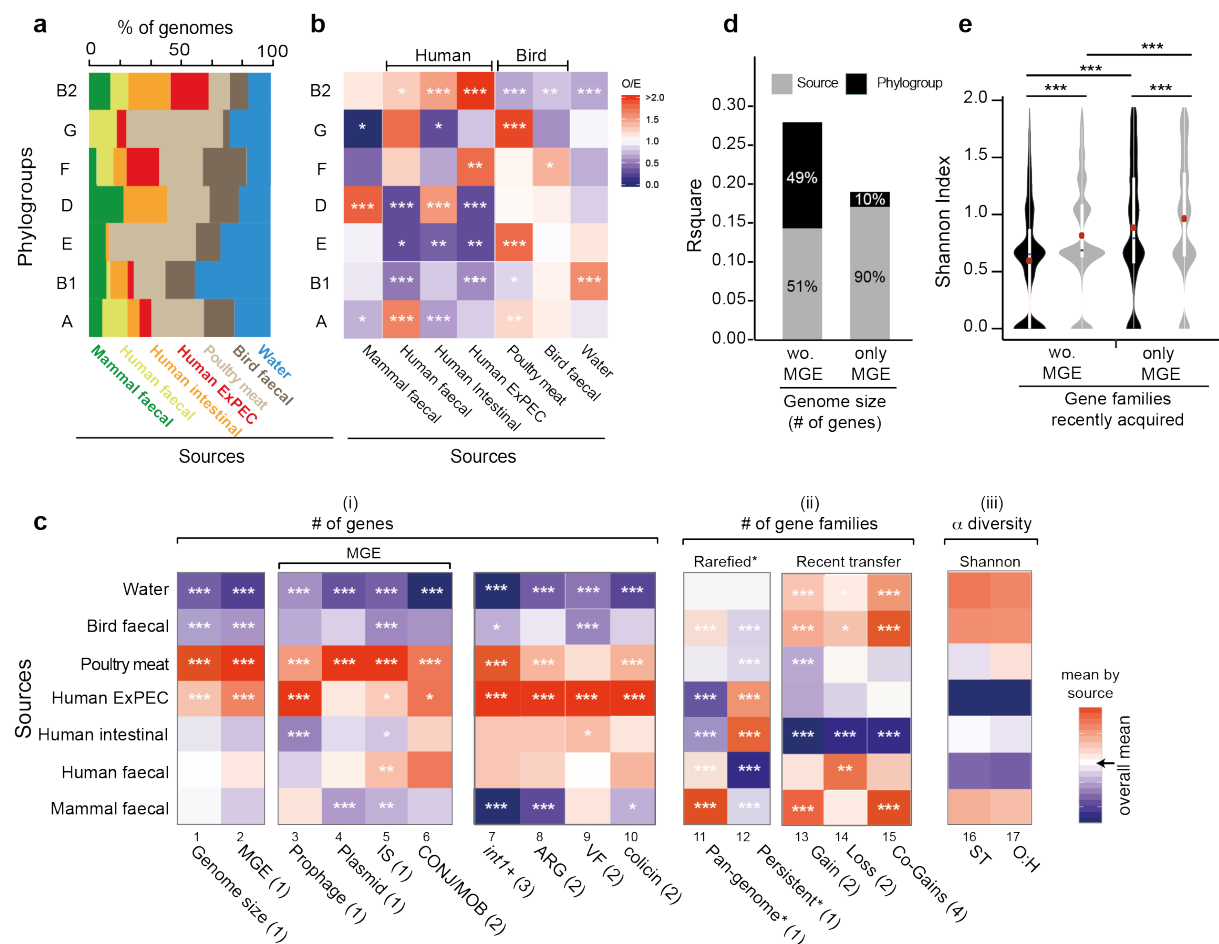 a
% of genomes
0 50 100
Phylogroups
B2
G
F
D
E
B1
A
Mammal faecal
Human faecal
Human intestinal
Human ExPEC
Poultry meat
Bird faecal
Water
Sources
b
Human Bird
B2 * *** *** *** ** ***
G * * ***
F ** *
D *** *** *** ***
E * ** ** ***
B1 *** *** * ***
A * *** *** **
O/E
>2.0
1.5
1.0
0.5
0.0
Mammal faecal
Human faecal
Human Intestinal
Human ExPEC
Poultry meat
Bird faecal
Water
Sources
d
Source Phylogroup
Rsquare
0.30
0.25
0.20
0.15
0.10
0.05
0.00
49%
51%
10%
90%
wo. MGE
only MGE
Genome size
(# of genes)
e
***
***
*** ***
Shannon Index
2.0
1.5
1.0
0.5
0.0
wo. MGE
only MGE
Gene families
recently acquired
c
(i)
# of genes
MGE
(ii)
# of gene families
Rarefied* Recent transfer
(iii)
α diversity
Shannon
Sources
Water *** *** *** *** *** *** *** *** *** *** *** * ***
Bird faecal *** *** *** * *** *** *** *** * ***
Poultry meat *** *** *** *** *** *** *** *** *** *** ***
Human ExPEC *** *** *** * * *** *** *** *** *** ***
Human intestinal *** * * *** *** *** *** ***
Human faecal ** *** *** **
Mammal faecal *** ** *** *** * *** *** *** ***
1 2 3 4 5 6 7 8 9 10 11 12 13 14 15 16 17
Genome size (1)
MGE (1)
Prophage (1)
Plasmid (1)
IS (1)
CONJ/MOB (2)
int1+ (3)
ARG (2)
VF (2)
colicin (2)
Pan-genome* (1)
Persistent* (1)
Gain (2)
Loss (2)
Co-Gains (4)
ST
O:H
mean by
source
overall mean